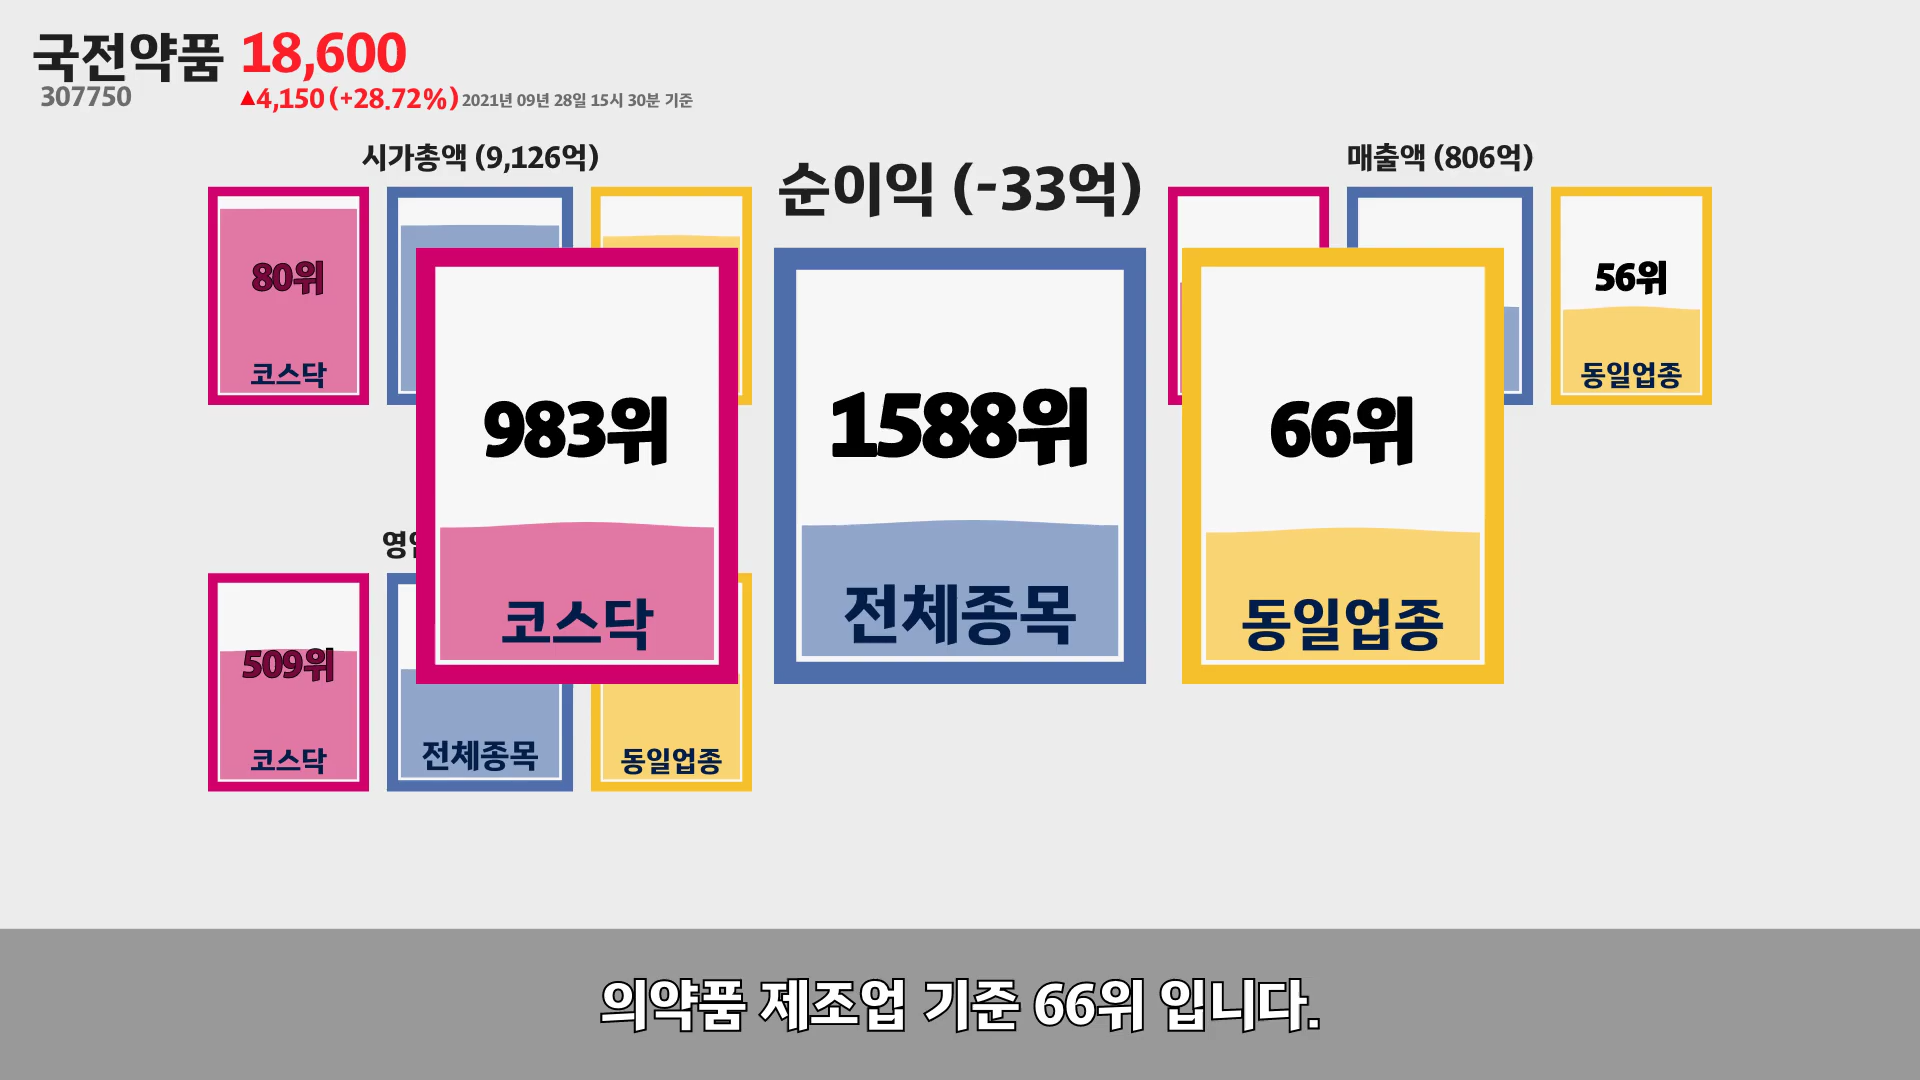 국전약품 18,600
307750
▲4,150 (+28.72%) 2021년 09년 28일 15시 30분 기준
시가총액 (9,126억)
순이익 (-33억)
매출액 (806억)
80위
코스닥
56위
동일업종
983위
코스닥
1588위
전체종목
66위
동일업종
509위
코스닥
전체종목
동일업종
의약품 제조업 기준 66위 입니다.